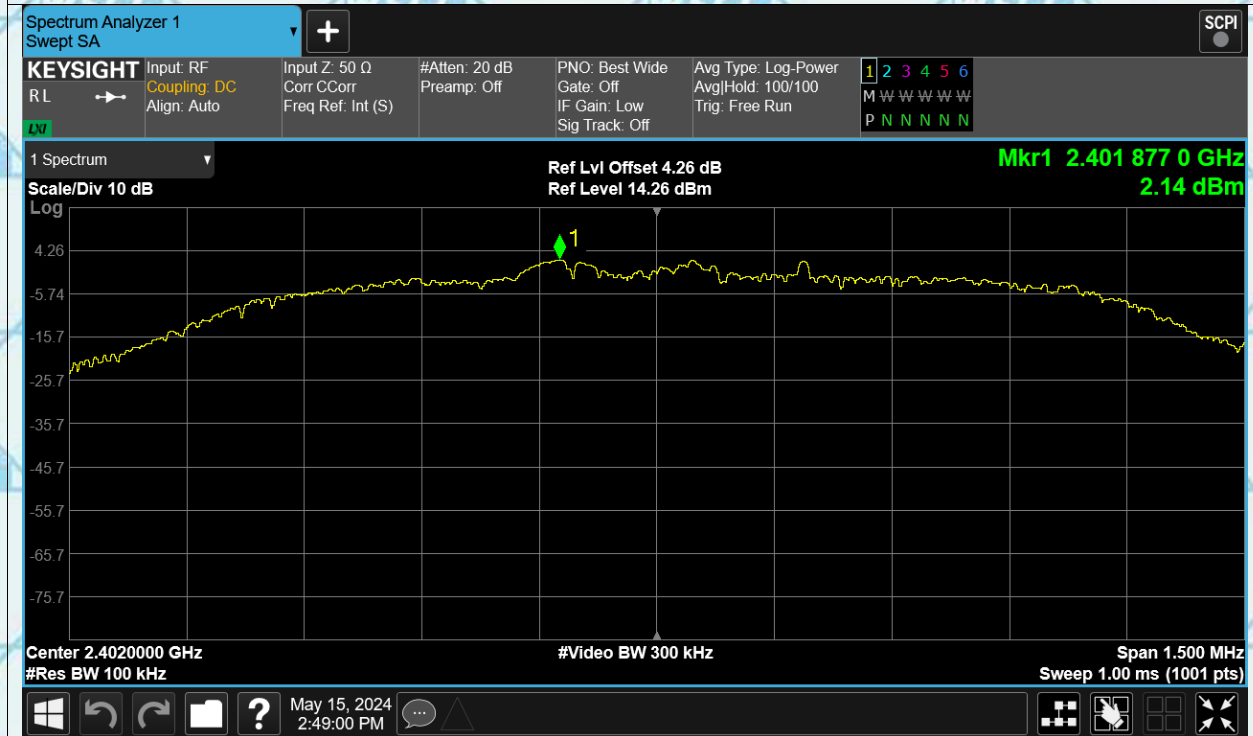 Spectrum Analyzer 1
Swept SA
+
SCPI
KEYSIGHT
RL
LXI
Input: RF
Coupling: DC
Align: Auto
Input Z: 50 Ω
Corr CCorr
Freq Ref: Int (S)
#Atten: 20 dB
Preamp: Off
PNO: Best Wide
Gate: Off
IF Gain: Low
Sig Track: Off
Avg Type: Log-Power
Avg|Hold: 100/100
Trig: Free Run
1 2 3 4 5 6
M W W W W W
P N N N N N
1 Spectrum
Scale/Div 10 dB
Log
Ref Lvl Offset 4.26 dB
Ref Level 14.26 dBm
Mkr1 2.401 877 0 GHz
2.14 dBm
1
4.26
-5.74
-15.7
-25.7
-35.7
-45.7
-55.7
-65.7
-75.7
Center 2.4020000 GHz
#Res BW 100 kHz
#Video BW 300 kHz
Span 1.500 MHz
Sweep 1.00 ms (1001 pts)
?
May 15, 2024
2:49:00 PM